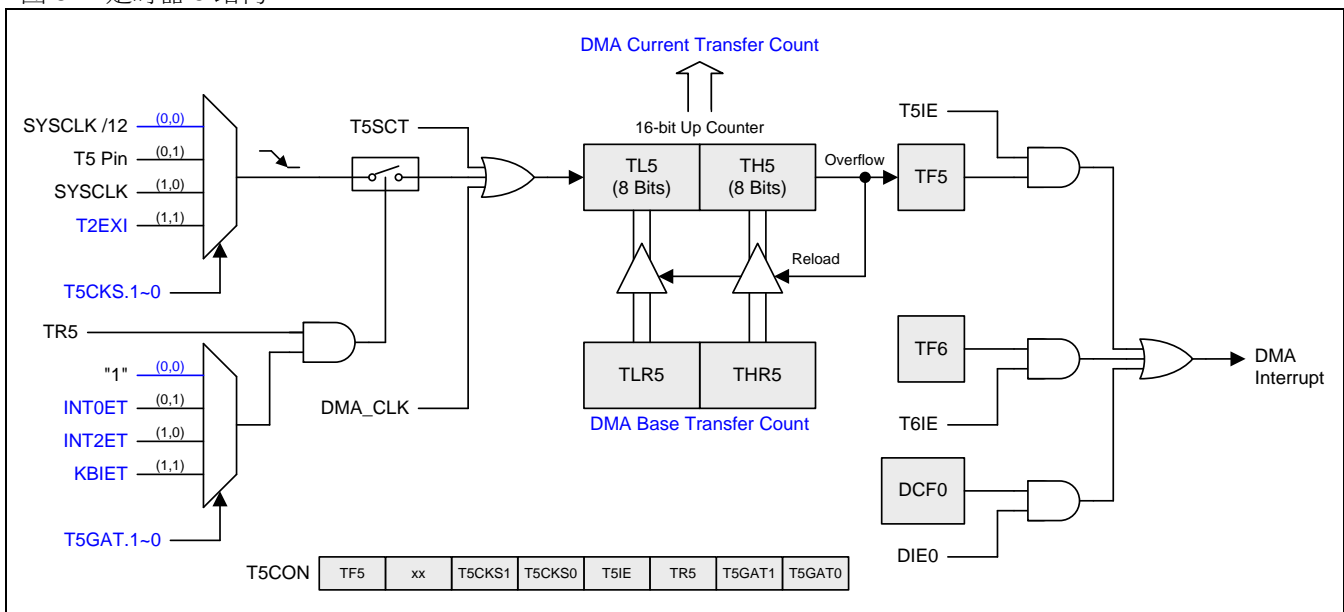 DMA Current Transfer Count
SYSCLK /12
(0,0)
T5 Pin
(0,1)
SYSCLK
(1,0)
T2EXI
(1,1)
T5CKS.1~0
T5SCT
16-bit Up Counter
TL5
(8 Bits)
TH5
(8 Bits)
Overflow
TF5
T5IE
Reload
TR5
"1"
(0,0)
INT0ET
(0,1)
INT2ET
(1,0)
KBIET
(1,1)
T5GAT.1~0
DMA_CLK
TLR5
THR5
DMA Base Transfer Count
TF6
T6IE
DMA
Interrupt
DCF0
DIE0
T5CON
TF5
xx
T5CKS1
T5CKS0
T5IE
TR5
T5GAT1
T5GAT0